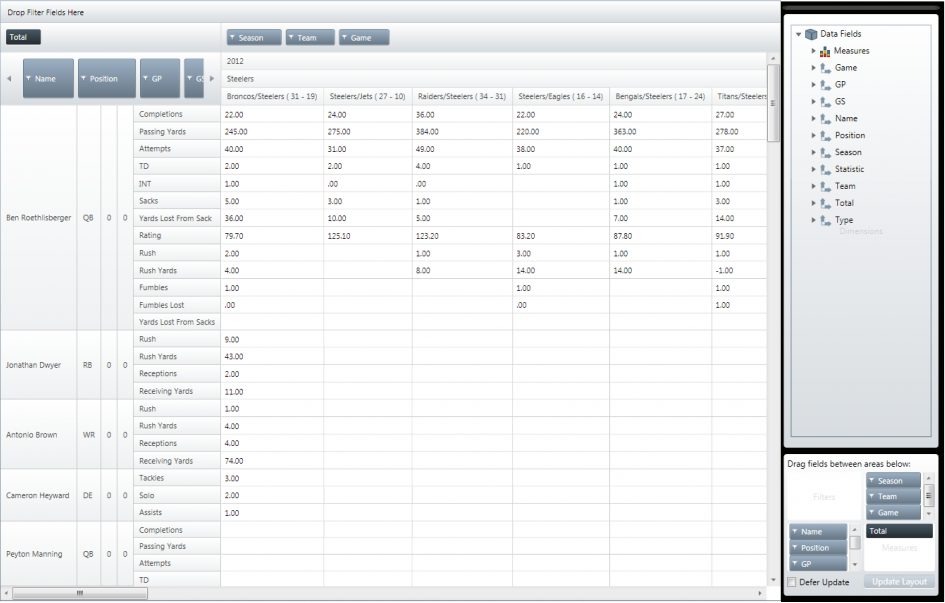 Drop Filter Fields Here
Total
Season Team Game
Name Position GP GS
2012
Steelers
Broncos/Steelers ( 31 - 19) Steelers/Jets ( 27 - 10) Raiders/Steelers ( 34 - 31) Steelers/Eagles ( 16 - 14) Bengals/Steelers ( 17 - 24) Titans/Steelers
Ben Roethlisberger QB 0 0
Completions 22.00 24.00 36.00 22.00 24.00 27.00
Passing Yards 245.00 275.00 384.00 220.00 363.00 278.00
Attempts 40.00 31.00 49.00 38.00 40.00 37.00
TD 2.00 2.00 4.00 1.00 1.00 1.00
INT 1.00 .00 .00 1.00 1.00
Sacks 5.00 3.00 1.00 1.00 3.00
Yards Lost From Sack 36.00 10.00 5.00 7.00 14.00
Rating 79.70 125.10 123.20 83.20 87.80 91.90
Rush 2.00 1.00 3.00 1.00 1.00
Rush Yards 4.00 8.00 14.00 14.00 -1.00
Fumbles 1.00 1.00 1.00
Fumbles Lost .00 .00 1.00
Yards Lost From Sacks
Jonathan Dwyer RB 0 0
Rush 9.00
Rush Yards 43.00
Receptions 2.00
Receiving Yards 11.00
Antonio Brown WR 0 0
Rush 1.00
Rush Yards 4.00
Receptions 4.00
Receiving Yards 74.00
Cameron Heyward DE 0 0
Tackles 3.00
Solo 2.00
Assists 1.00
Peyton Manning QB 0 0
Completions
Passing Yards
Attempts
TD
Data Fields
Measures
Game
GP
GS
Name
Position
Season
Statistic
Team
Total
Type
Dimensions
Drag fields between areas below:
Filters
Season
Team
Game
Name
Position
GP
Total
Measures
Defer Update Update Layout